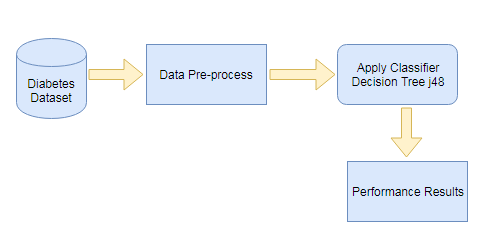 Diabetes
Dataset
Data Pre-process
Apply Classifier
Decision Tree j48
Performance Results